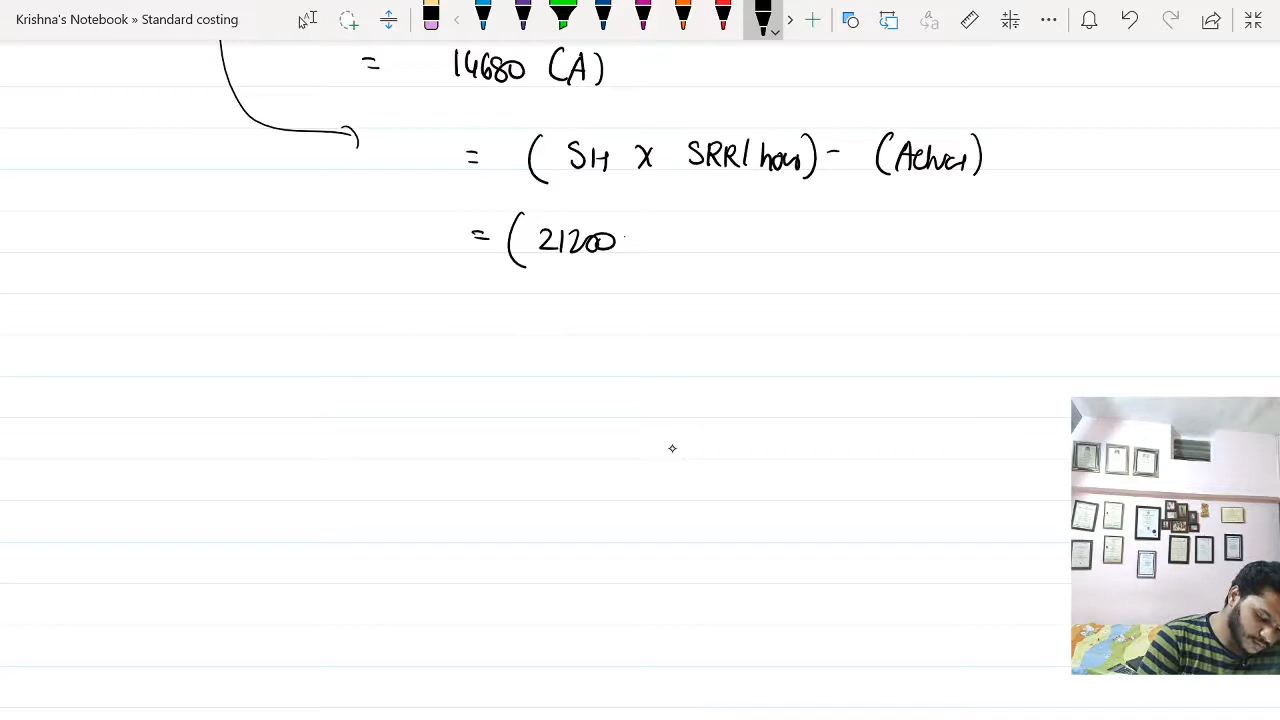 Krishna's Notebook » Standard costing
= 14680 (A)
= ( SH X SRR/hour) - (Actual)
= ( 21200